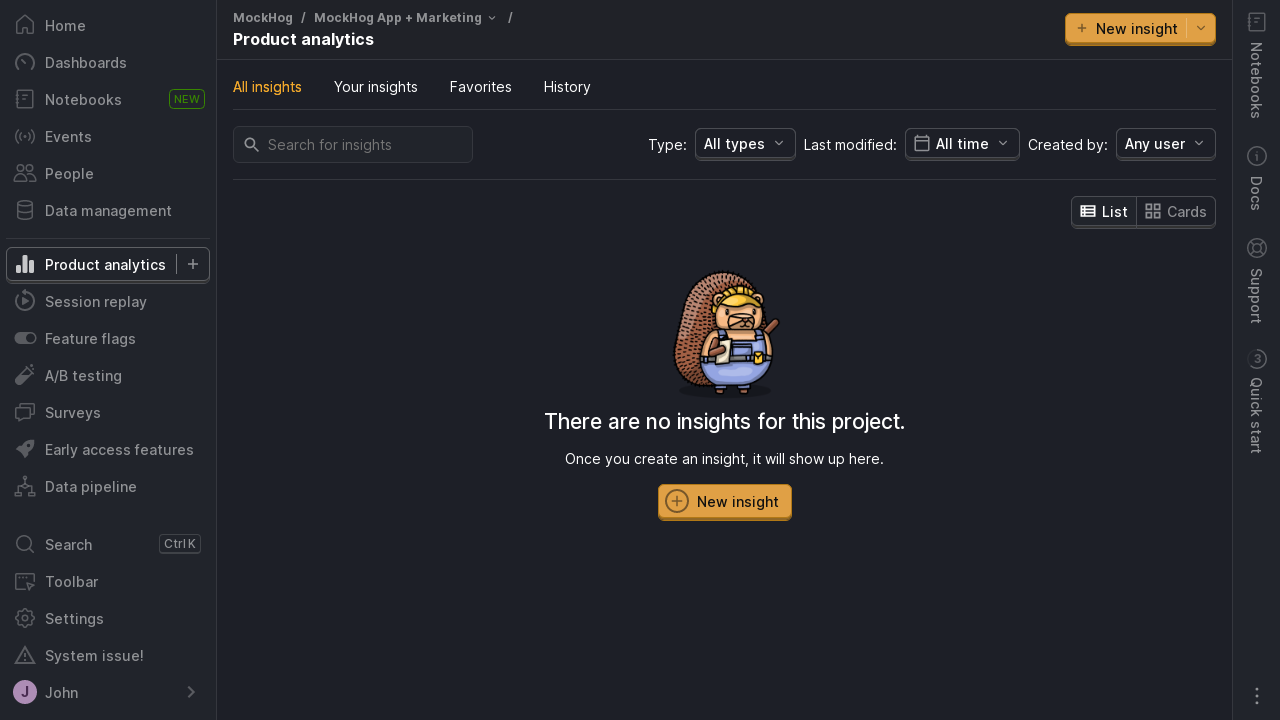 Home
Dashboards
Notebooks NEW
Events
People
Data management
Product analytics
Session replay
Feature flags
A/B testing
Surveys
Early access features
Data pipeline
Search Ctrl K
Toolbar
Settings
System issue!
J John
MockHog / MockHog App + Marketing /
Product analytics
New insight
All insights Your insights Favorites History
Search for insights
Type: All types Last modified: All time Created by: Any user
List Cards
There are no insights for this project.
Once you create an insight, it will show up here.
New insight
Notebooks
Docs
Support
3 Quick start